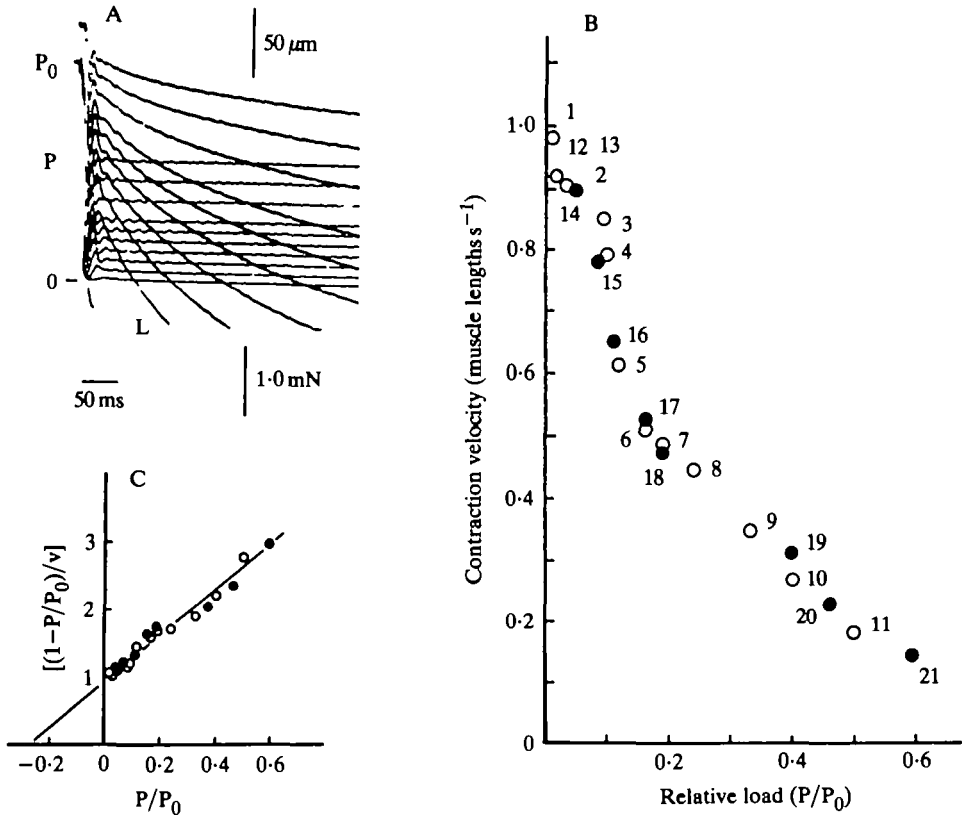 A
50 μm
P₀
P
0
L
50 ms
1·0 mN
B
Contraction velocity (muscle lengths s⁻¹)
1·0
0·8
0·6
0·4
0·2
0
1
12 13
2
14
3
4
15
16
5
17
6 7
18 8
9
19
10
20
11
21
0·2 0·4 0·6
Relative load (P/P₀)
C
[(1−P/P₀)/v]
3
2
1
−0·2 0 0·2 0·4 0·6
P/P₀